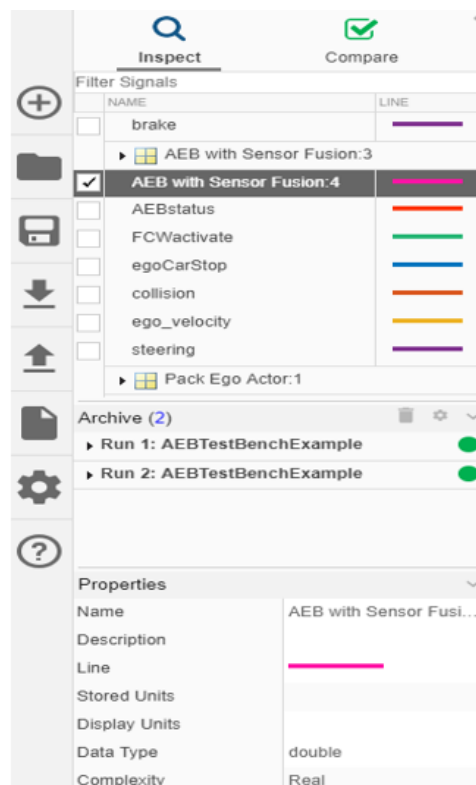 Inspect Compare
Filter Signals
NAME LINE
brake
AEB with Sensor Fusion:3
AEB with Sensor Fusion:4
AEBstatus
FCWactivate
egoCarStop
collision
ego_velocity
steering
Pack Ego Actor:1
Archive (2)
Run 1: AEBTestBenchExample
Run 2: AEBTestBenchExample
Properties
Name AEB with Sensor Fusi...
Description
Line
Stored Units
Display Units
Data Type double
Complexity Real